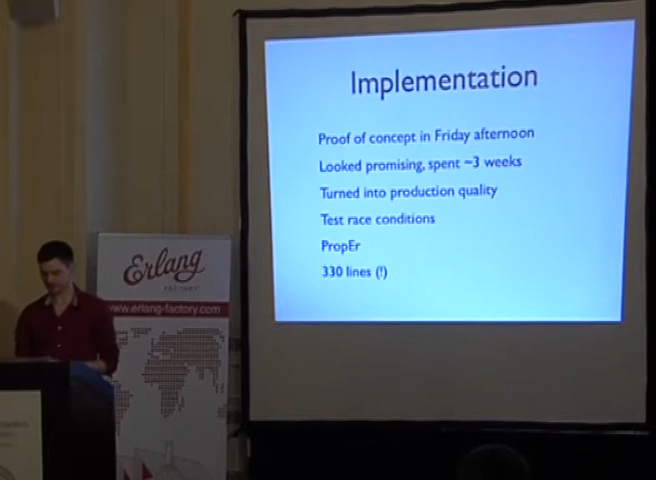 Implementation
Proof of concept in Friday afternoon
Looked promising, spent ~3 weeks
Turned into production quality
Test race conditions
PropEr
330 lines (!)
Erlang
FACTORY
www.erlang-factory.com